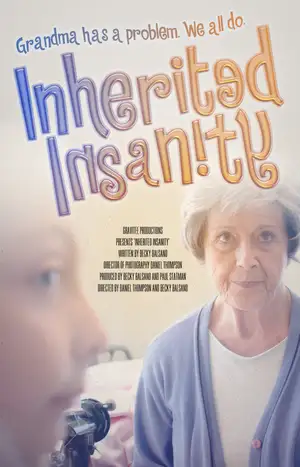 Grandma has a problem. We all do.
Inherited
Insanity
GRAVITEE PRODUCTIONS
PRESENTS 'INHERITED INSANITY'
WRITTEN BY BECKY BALSANO
DIRECTOR OF PHOTOGRAPHY DANIEL THOMPSON
PRODUCED BY BECKY BALSANO AND PAUL STATMAN
DIRECTED BY DANIEL THOMPSON AND BECKY BALSANO